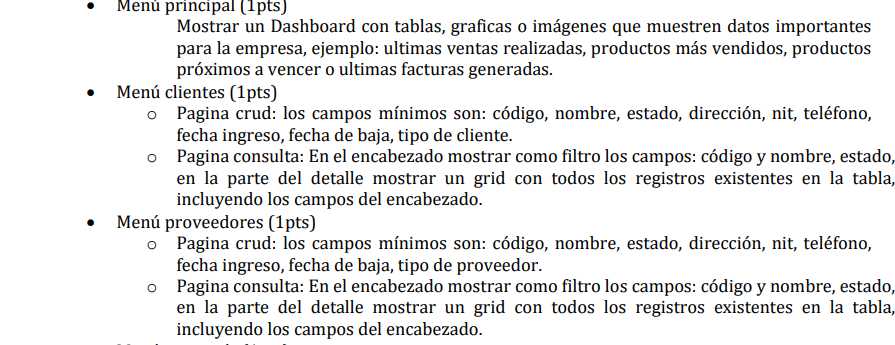 • Menú principal (1pts)
Mostrar un Dashboard con tablas, graficas o imágenes que muestren datos importantes
para la empresa, ejemplo: ultimas ventas realizadas, productos más vendidos, productos
próximos a vencer o ultimas facturas generadas.
• Menú clientes (1pts)
o Pagina crud: los campos mínimos son: código, nombre, estado, dirección, nit, teléfono,
fecha ingreso, fecha de baja, tipo de cliente.
o Pagina consulta: En el encabezado mostrar como filtro los campos: código y nombre, estado,
en la parte del detalle mostrar un grid con todos los registros existentes en la tabla,
incluyendo los campos del encabezado.
• Menú proveedores (1pts)
o Pagina crud: los campos mínimos son: código, nombre, estado, dirección, nit, teléfono,
fecha ingreso, fecha de baja, tipo de proveedor.
o Pagina consulta: En el encabezado mostrar como filtro los campos: código y nombre, estado,
en la parte del detalle mostrar un grid con todos los registros existentes en la tabla,
incluyendo los campos del encabezado.